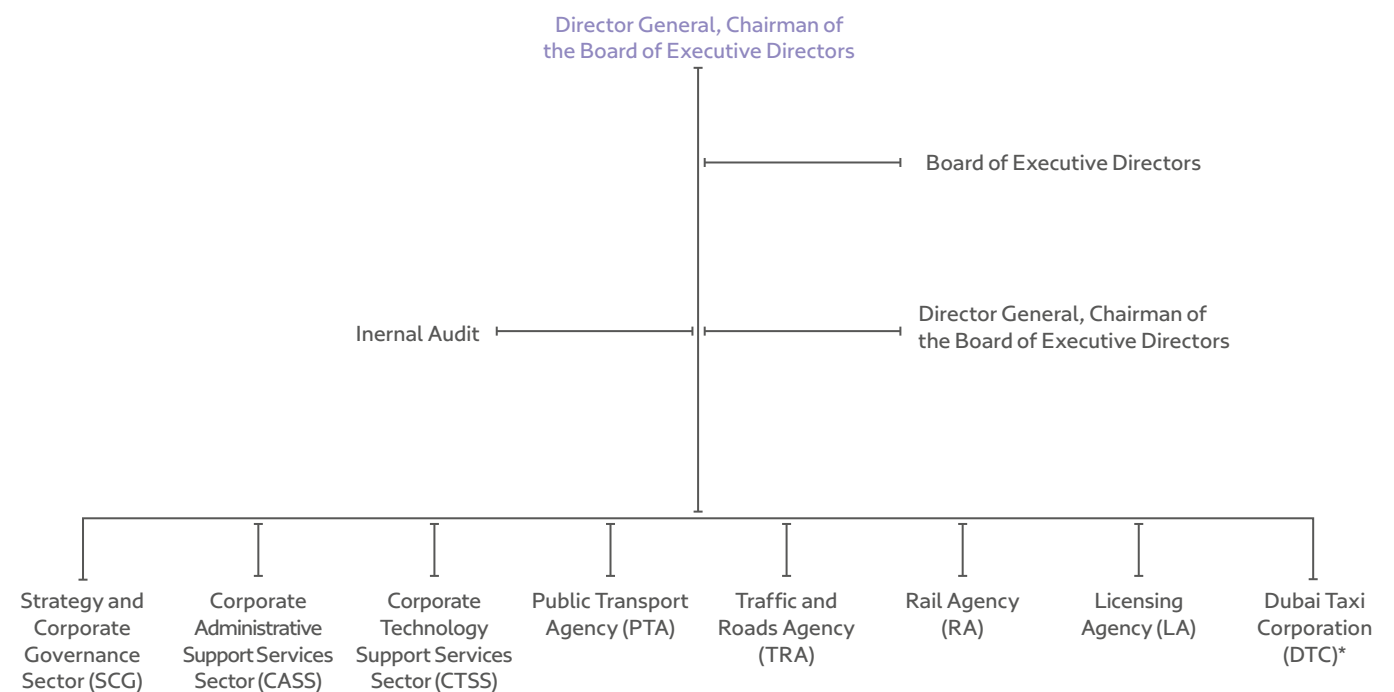 Director General, Chairman of
the Board of Executive Directors
Board of Executive Directors
Inernal Audit
Director General, Chairman of
the Board of Executive Directors
Strategy and
Corporate
Governance
Sector (SCG)
Corporate
Administrative
Support Services
Sector (CASS)
Corporate
Technology
Support Services
Sector (CTSS)
Public Transport
Agency (PTA)
Traffic and
Roads Agency
(TRA)
Rail Agency
(RA)
Licensing
Agency (LA)
Dubai Taxi
Corporation
(DTC)*